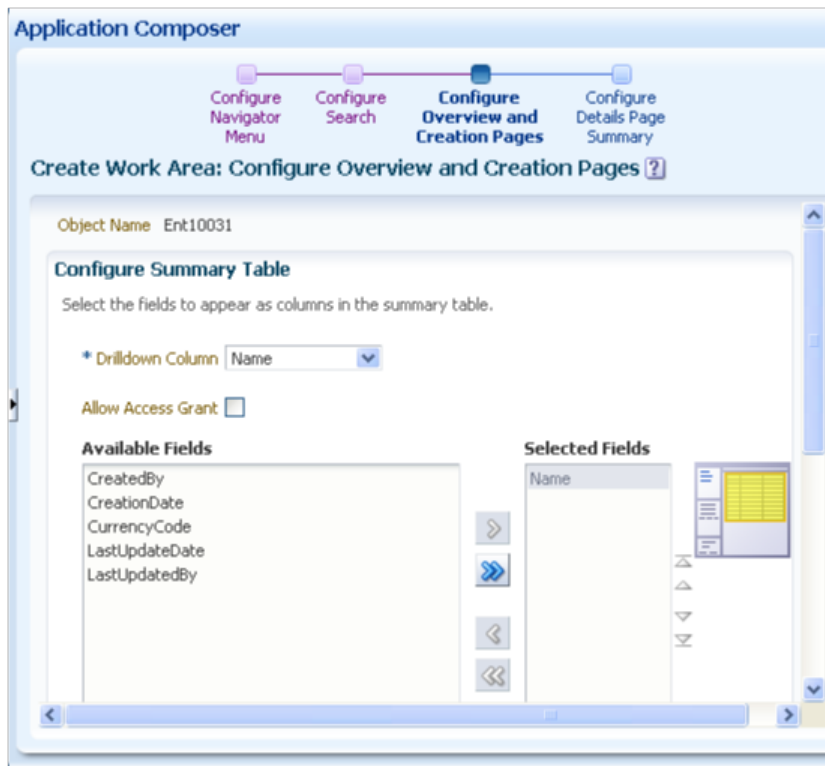 Application Composer
Configure
Navigator
Menu
Configure
Search
Configure
Overview and
Creation Pages
Configure
Details Page
Summary
Create Work Area: Configure Overview and Creation Pages ?
Object Name Ent10031
Configure Summary Table
Select the fields to appear as columns in the summary table.
* Drilldown Column Name
Allow Access Grant
Available Fields
CreatedBy
CreationDate
CurrencyCode
LastUpdateDate
LastUpdatedBy
Selected Fields
Name